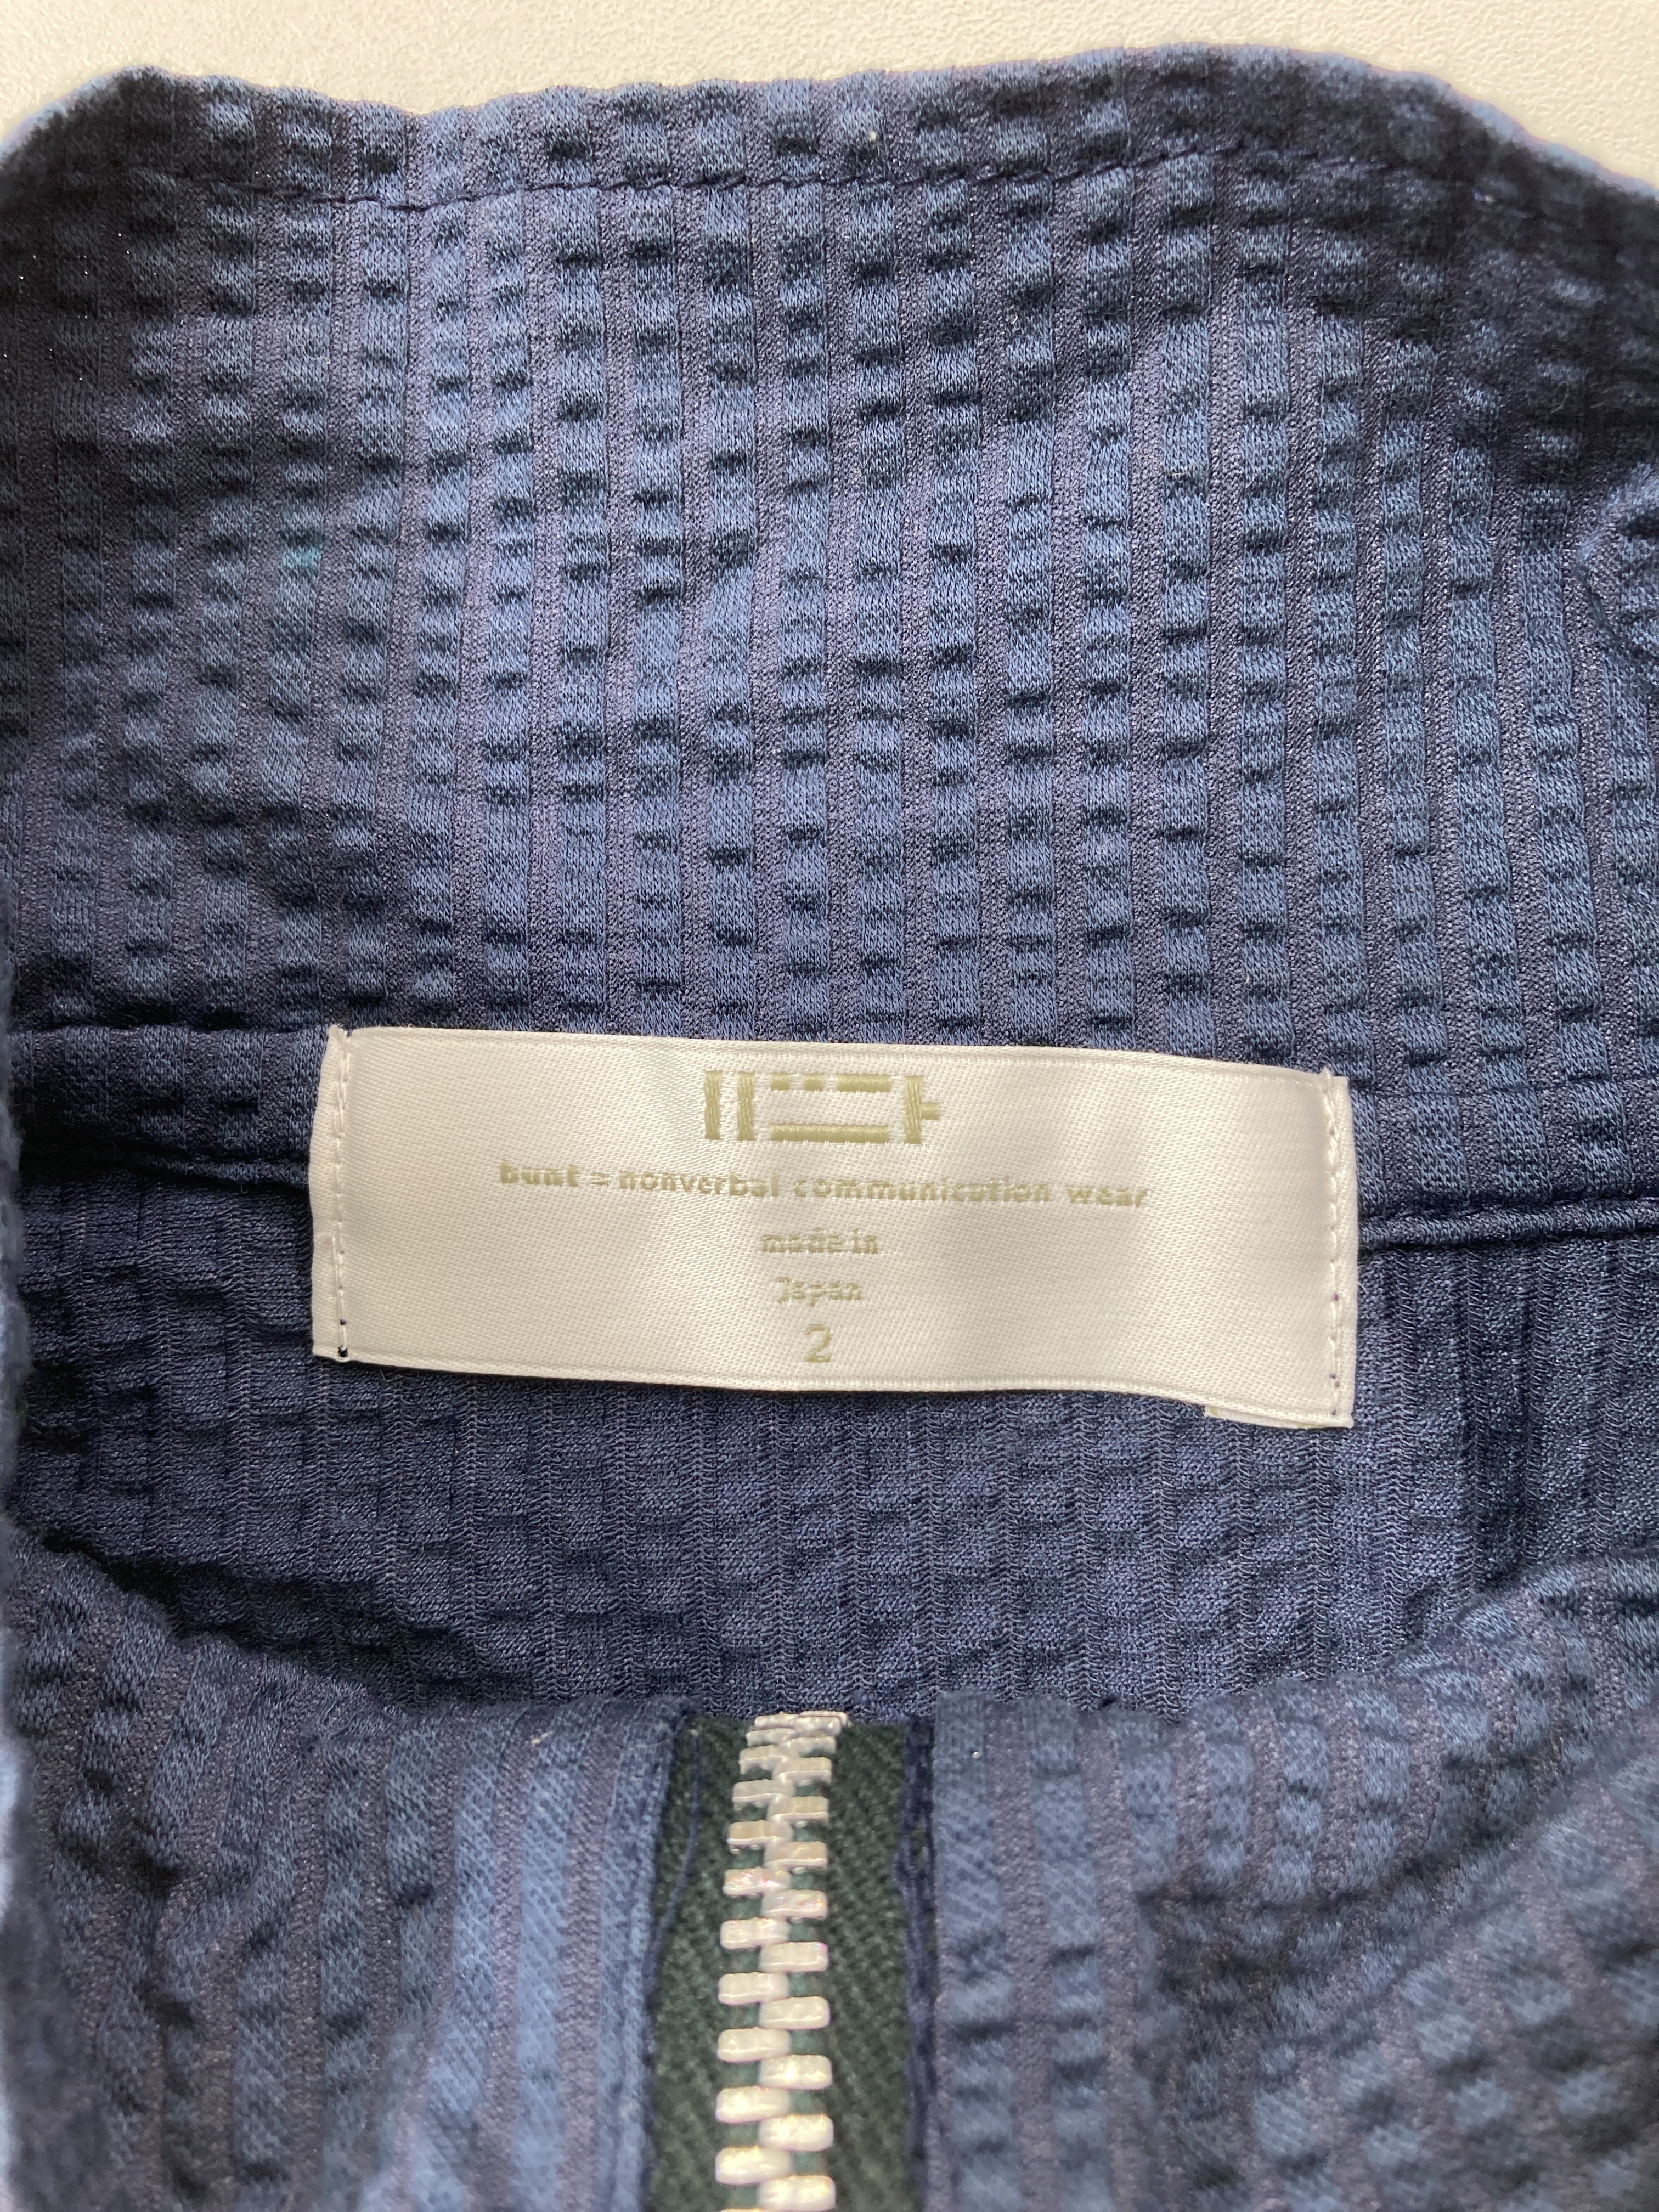 bunt = nonverbal communication wear
made in
Japan
2